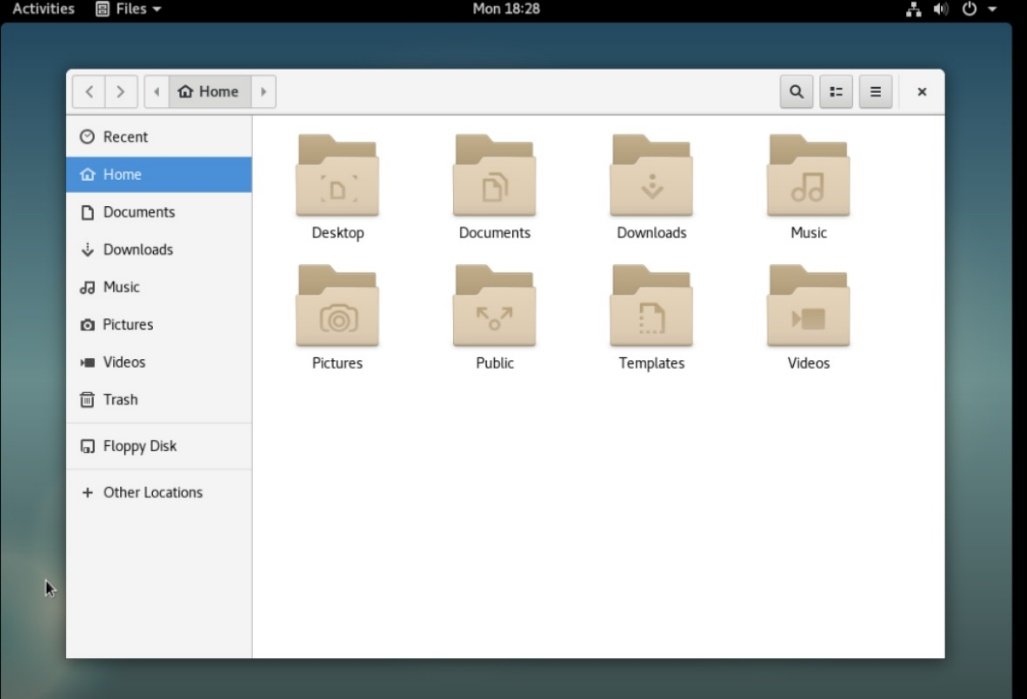 Activities Files Mon 18:28
Home
Recent
Home
Documents
Downloads
Music
Pictures
Videos
Trash
Floppy Disk
Other Locations
Desktop Documents Downloads Music
Pictures Public Templates Videos